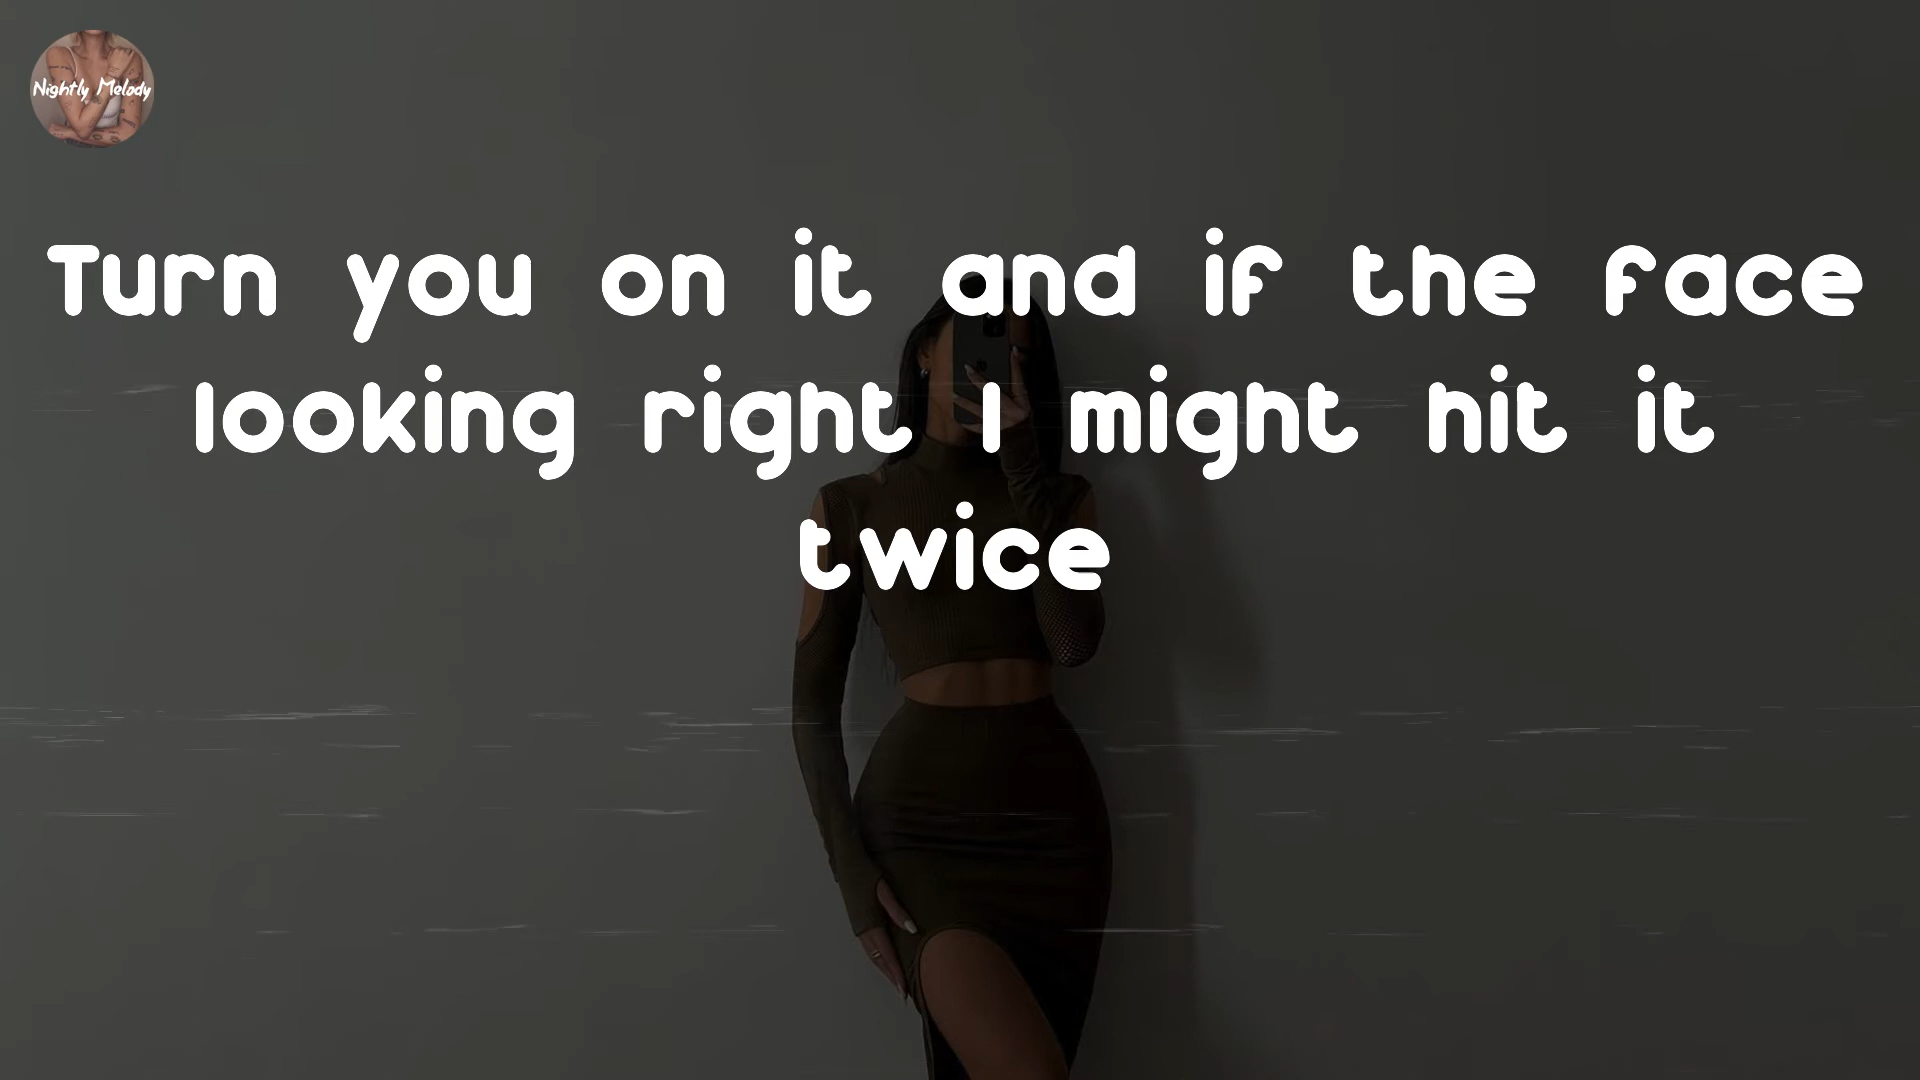 Nightly Melody
Turn you on it and if the face
looking right I might hit it
twice